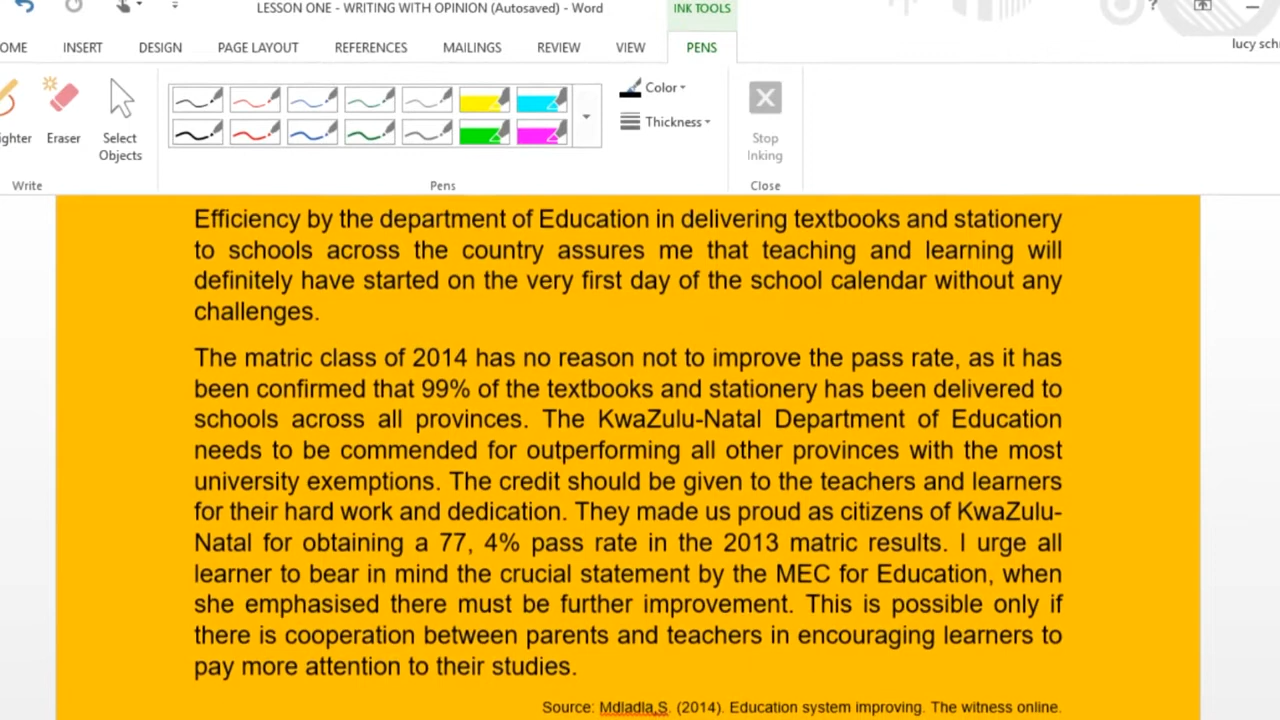 LESSON ONE - WRITING WITH OPINION (Autosaved) - Word
INK TOOLS
?
OME INSERT DESIGN PAGE LAYOUT REFERENCES MAILINGS REVIEW VIEW PENS
lucy sch
ighter
Eraser
Select
Objects
Color
Thickness
Stop
Inking
Write
Pens
Close
Efficiency by the department of Education in delivering textbooks and stationery
to schools across the country assures me that teaching and learning will
definitely have started on the very first day of the school calendar without any
challenges.
The matric class of 2014 has no reason not to improve the pass rate, as it has
been confirmed that 99% of the textbooks and stationery has been delivered to
schools across all provinces. The KwaZulu-Natal Department of Education
needs to be commended for outperforming all other provinces with the most
university exemptions. The credit should be given to the teachers and learners
for their hard work and dedication. They made us proud as citizens of KwaZulu-
Natal for obtaining a 77, 4% pass rate in the 2013 matric results. I urge all
learner to bear in mind the crucial statement by the MEC for Education, when
she emphasised there must be further improvement. This is possible only if
there is cooperation between parents and teachers in encouraging learners to
pay more attention to their studies.
Source: Mdladla,S. (2014). Education system improving. The witness online.